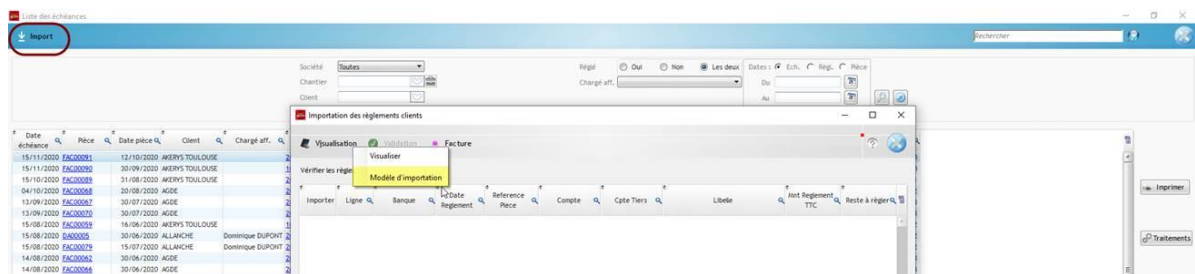 Liste des échéances
Import
Rechercher
Société Toutes
Réglé Oui Non Les deux
Dates : Ech. Règl. Pièce
Chantier
Chargé aff.
Du
Client
Au
Importation des règlements clients
Visualisation Validation Facture
Visualiser
Vérifier les règle
Modèle d'importation
Importer Ligne Banque Date Reglement Reference Piece Compte Cpte Tiers Libelle Mnt Reglement TTC Reste à régler
Date échéance Pièce Date pièce Client Chargé aff.
15/11/2020 FAC00091 12/10/2020 AKERYS TOULOUSE
15/11/2020 FAC00090 30/09/2020 AKERYS TOULOUSE
15/10/2020 FAC00089 31/08/2020 AKERYS TOULOUSE
04/10/2020 FAC00068 20/08/2020 AGDE
13/09/2020 FAC00067 30/07/2020 AGDE
13/09/2020 FAC00070 30/07/2020 AGDE
15/08/2020 FAC00059 16/06/2020 AKERYS TOULOUSE
15/08/2020 DA00005 30/06/2020 ALLANCHE Dominique DUPONT
15/08/2020 FAC00079 15/07/2020 ALLANCHE Dominique DUPONT
14/08/2020 FAC00062 30/06/2020 AGDE
14/08/2020 FAC00066 30/06/2020 AGDE
Imprimer
Traitements